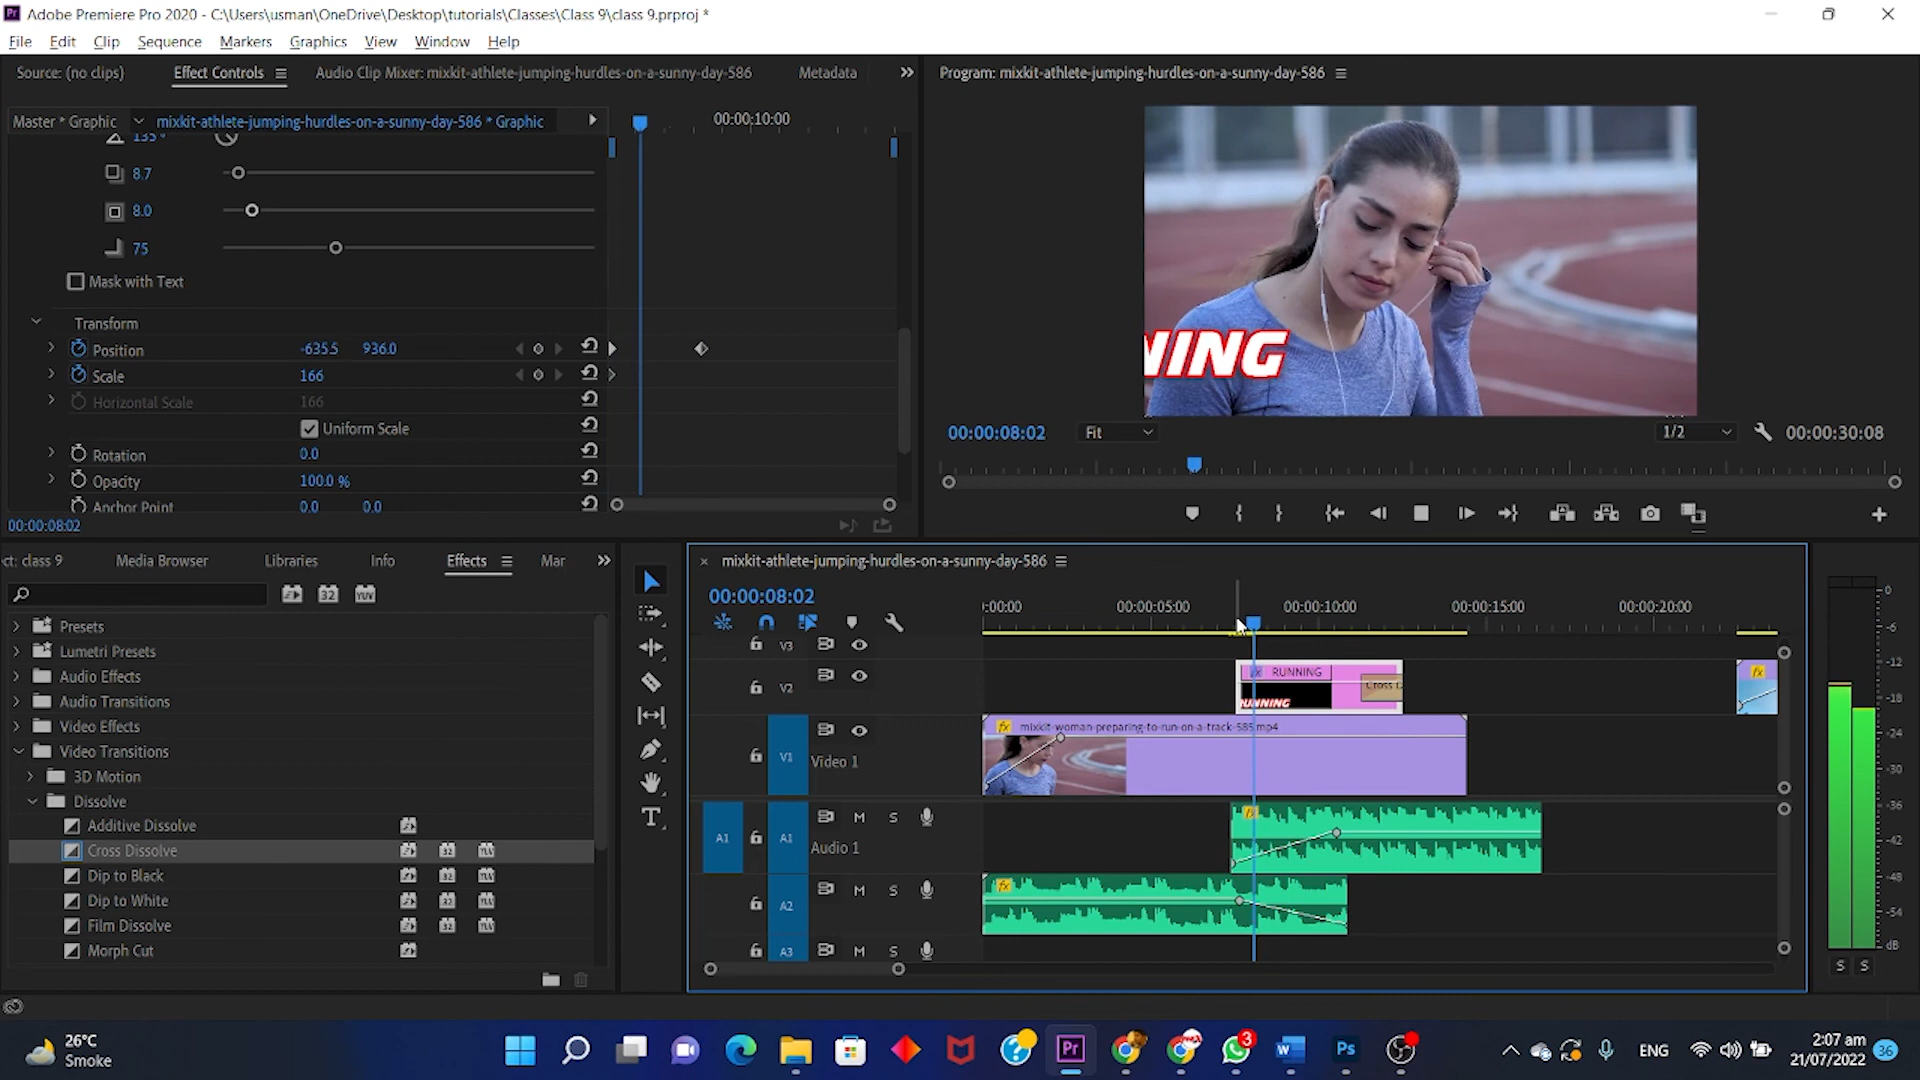 Adobe Premiere Pro 2020 - C:\Users\usman\OneDrive\Desktop\tutorials\Classes\Class 9\class 9.prproj *
File Edit Clip Sequence Markers Graphics View Window Help
Source: (no clips) Effect Controls Audio Clip Mixer: mixkit-athlete-jumping-hurdles-on-a-sunny-day-586 Metadata
Program: mixkit-athlete-jumping-hurdles-on-a-sunny-day-586
Master * Graphic mixkit-athlete-jumping-hurdles-on-a-sunny-day-586 * Graphic
00:00:10:00
135 °
8.7
8.0
75
Mask with Text
Transform
Position -635.5 936.0
Scale 166
Horizontal Scale 166
Uniform Scale
Rotation 0.0
Opacity 100.0 %
Anchor Point 0.0 0.0
00:00:08:02
NING
00:00:08:02 Fit 1/2 00:00:30:08
ct: class 9 Media Browser Libraries Info Effects Mar
32 YUV
Presets
Lumetri Presets
Audio Effects
Audio Transitions
Video Effects
Video Transitions
3D Motion
Dissolve
Additive Dissolve
Cross Dissolve
Dip to Black
Dip to White
Film Dissolve
Morph Cut
mixkit-athlete-jumping-hurdles-on-a-sunny-day-586
00:00:08:02
:00:00 00:00:05:00 00:00:10:00 00:00:15:00 00:00:20:00
V3
V2
fx RUNNING
Cross D
V1 Video 1
fx mixkit-woman-preparing-to-run-on-a-track-585.mp4
A1 A1 M S
Audio 1
A2 M S
A3 M S
0
-6
-12
-18
-24
-30
-36
-42
-48
-54
dB
S S
26°C
Smoke
Pr
3
W
Ps
ENG
2:07 am
21/07/2022
36